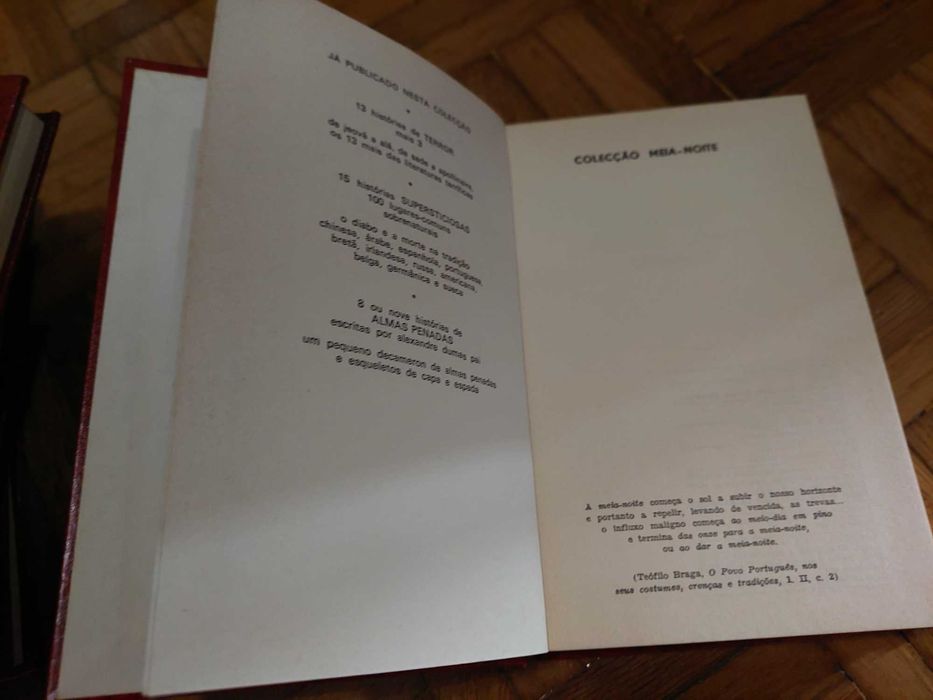 JÁ PUBLICADO NESTA COLECÇÃO
*
13 histórias de TERROR
mais 3
de jeová e alá, de sade a apollinaire,
os 13 mais das literaturas terríficas
*
15 histórias SUPERSTICIOSAS
100 lugares-comuns
sobrenaturais
o diabo e a morte na tradição
chinesa, árabe, espanhola, portuguesa,
bretã, irlandesa, russa, americana,
belga, germânica e sueca
*
8 ou nove histórias de
ALMAS PENADAS
escritas por alexandre dumas pai
um pequeno decameron de almas penadas
e esqueletos de capa e espada
COLECÇÃO MEIA-NOITE
A meia-noite começa o sol a subir o nosso horizonte
e portanto a repelir, levando de vencida, as trevas...
o influxo maligno começa ao meio-dia em pino
e termina das onze para a meia-noite,
ou ao dar a meia-noite.
(Teófilo Braga, O Povo Português, nos
seus costumes, crenças e tradições, l. II, c. 2)